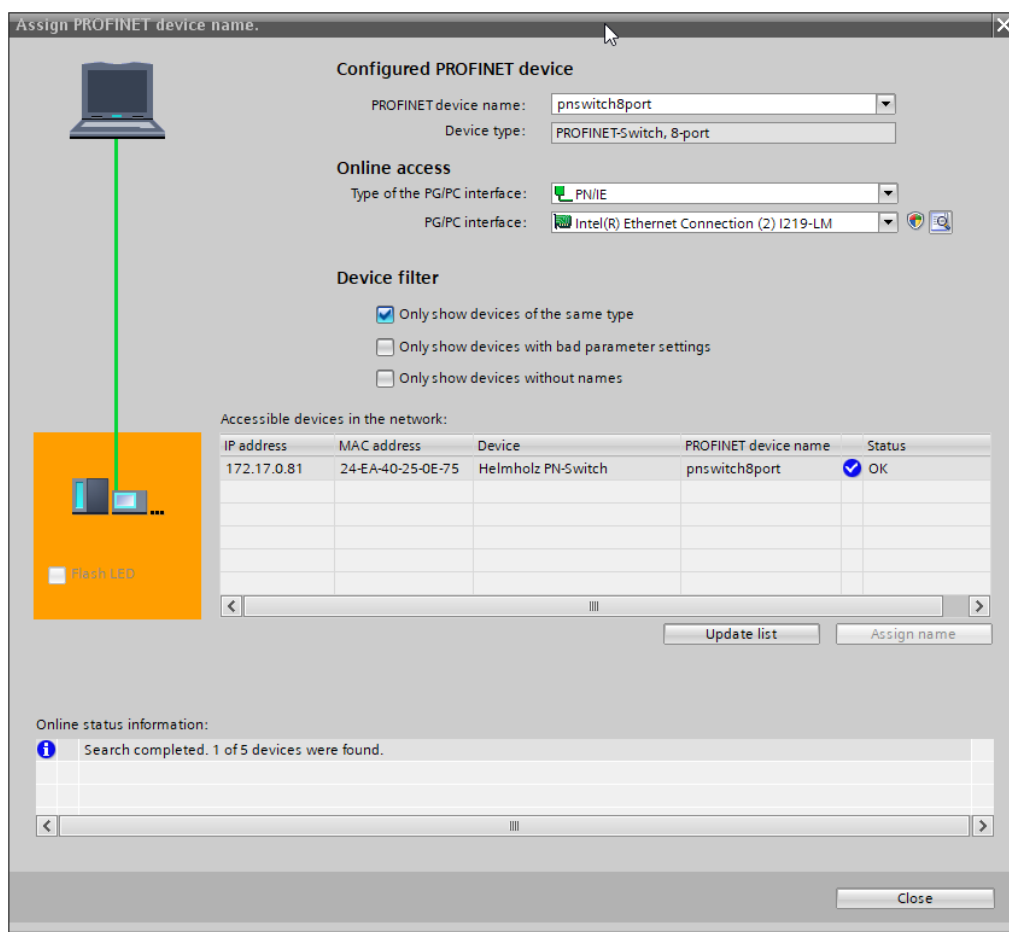 Assign PROFINET device name.
Configured PROFINET device
PROFINET device name: pnswitch8port
Device type: PROFINET-Switch, 8-port
Online access
Type of the PG/PC interface: PN/IE
PG/PC interface: Intel(R) Ethernet Connection (2) I219-LM
Device filter
Only show devices of the same type
Only show devices with bad parameter settings
Only show devices without names
Accessible devices in the network:
IP address MAC address Device PROFINET device name Status
172.17.0.81 24-EA-40-25-0E-75 Helmholz PN-Switch pnswitch8port OK
Flash LED
Update list Assign name
Online status information:
Search completed. 1 of 5 devices were found.
Close